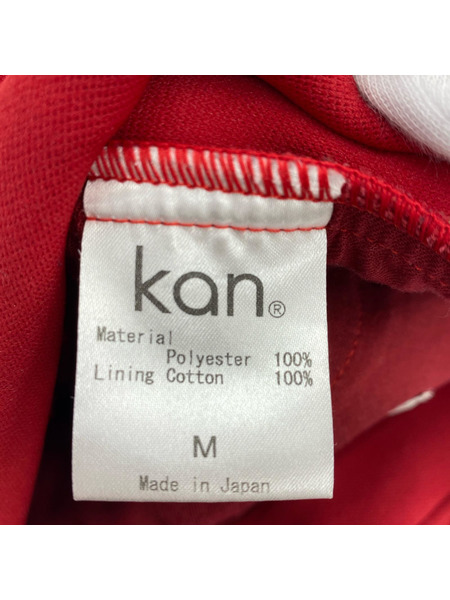 kan®
Material
Polyester 100%
Lining Cotton 100%
M
Made in Japan